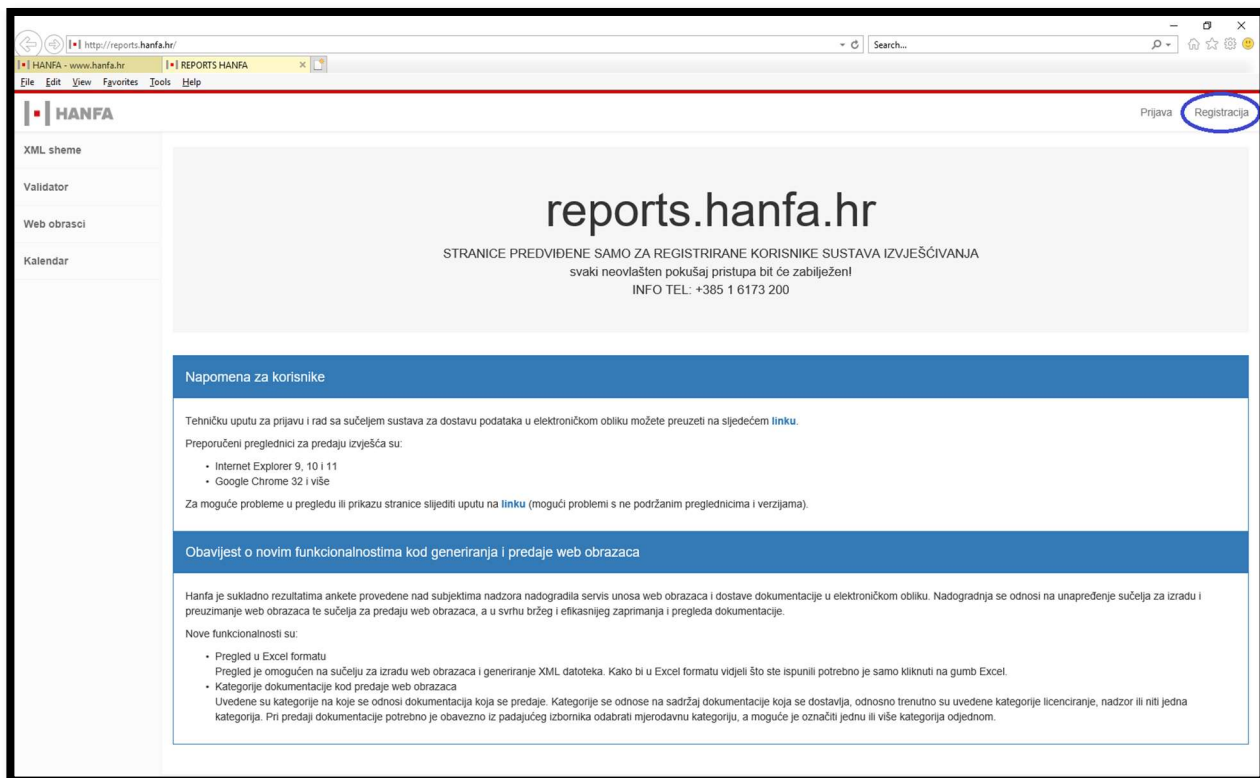 http://reports.hanfa.hr/
Search...
HANFA - www.hanfa.hr
REPORTS HANFA
File Edit View Favorites Tools Help
HANFA
Prijava
Registracija
XML sheme
Validator
Web obrasci
Kalendar
reports.hanfa.hr
STRANICE PREDVIĐENE SAMO ZA REGISTRIRANE KORISNIKE SUSTAVA IZVJEŠĆIVANJA
svaki neovlašten pokušaj pristupa bit će zabilježen!
INFO TEL: +385 1 6173 200
Napomena za korisnike
Tehničku uputu za prijavu i rad sa sučeljem sustava za dostavu podataka u elektroničkom obliku možete preuzeti na sljedećem linku.
Preporučeni preglednici za predaju izvješća su:
• Internet Explorer 9, 10 i 11
• Google Chrome 32 i više
Za moguće probleme u pregledu ili prikazu stranice slijediti uputu na linku (mogući problemi s ne podržanim preglednicima i verzijama).
Obavijest o novim funkcionalnostima kod generiranja i predaje web obrazaca
Hanfa je sukladno rezultatima ankete provedene nad subjektima nadzora nadogradila servis unosa web obrazaca i dostave dokumentacije u elektroničkom obliku. Nadogradnja se odnosi na unapređenje sučelja za izradu i
preuzimanje web obrazaca te sučelja za predaju web obrazaca, a u svrhu bržeg i efikasnijeg zaprimanja i pregleda dokumentacije.
Nove funkcionalnosti su:
• Pregled u Excel formatu
Pregled je omogućen na sučelju za izradu web obrazaca i generiranje XML datoteka. Kako bi u Excel formatu vidjeli što ste ispunili potrebno je samo kliknuti na gumb Excel.
• Kategorije dokumentacije kod predaje web obrazaca
Uvedene su kategorije na koje se odnosi dokumentacija koja se predaje. Kategorije se odnose na sadržaj dokumentacije koja se dostavlja, odnosno trenutno su uvedene kategorije licenciranje, nadzor ili niti jedna
kategorija. Pri predaji dokumentacije potrebno je obavezno iz padajućeg izbornika odabrati mjerodavnu kategoriju, a moguće je označiti jednu ili više kategorija odjednom.